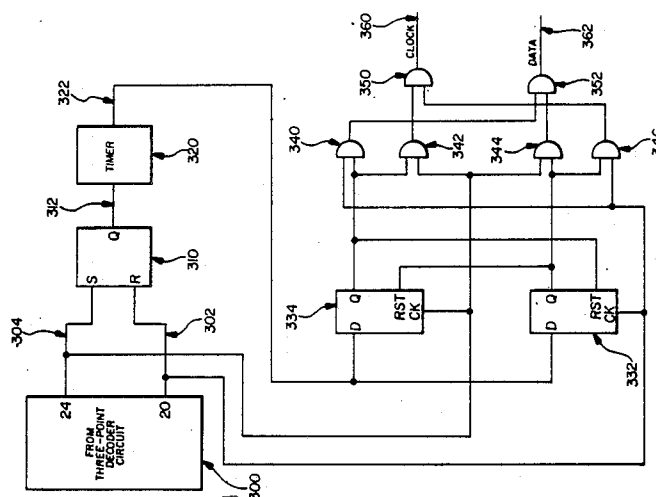 360
CLOCK
350
362
DATA
352
322
TIMER
320
312
340
342
344
346
S
R
Q
310
304
302
24
20
FROM
THREE-POINT
DECODER
CIRCUIT
300
334
D
Q
RST
CK
D
Q
RST
CK
332